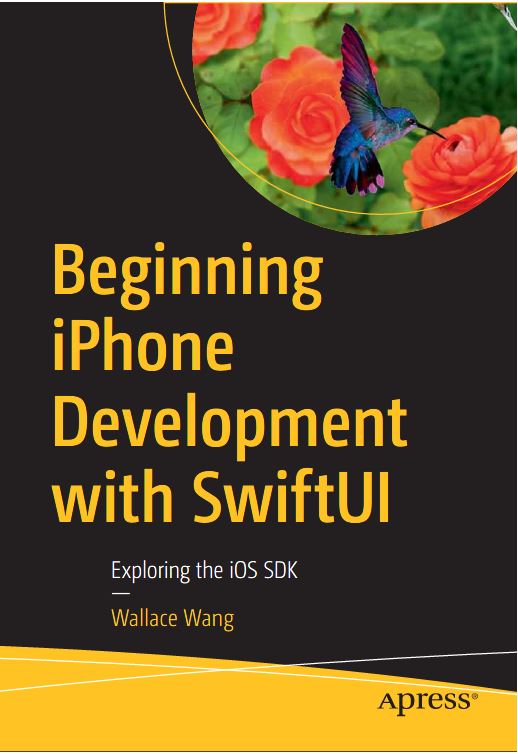 Beginning
iPhone
Development
with SwiftUI
Exploring the iOS SDK
—
Wallace Wang
Apress®